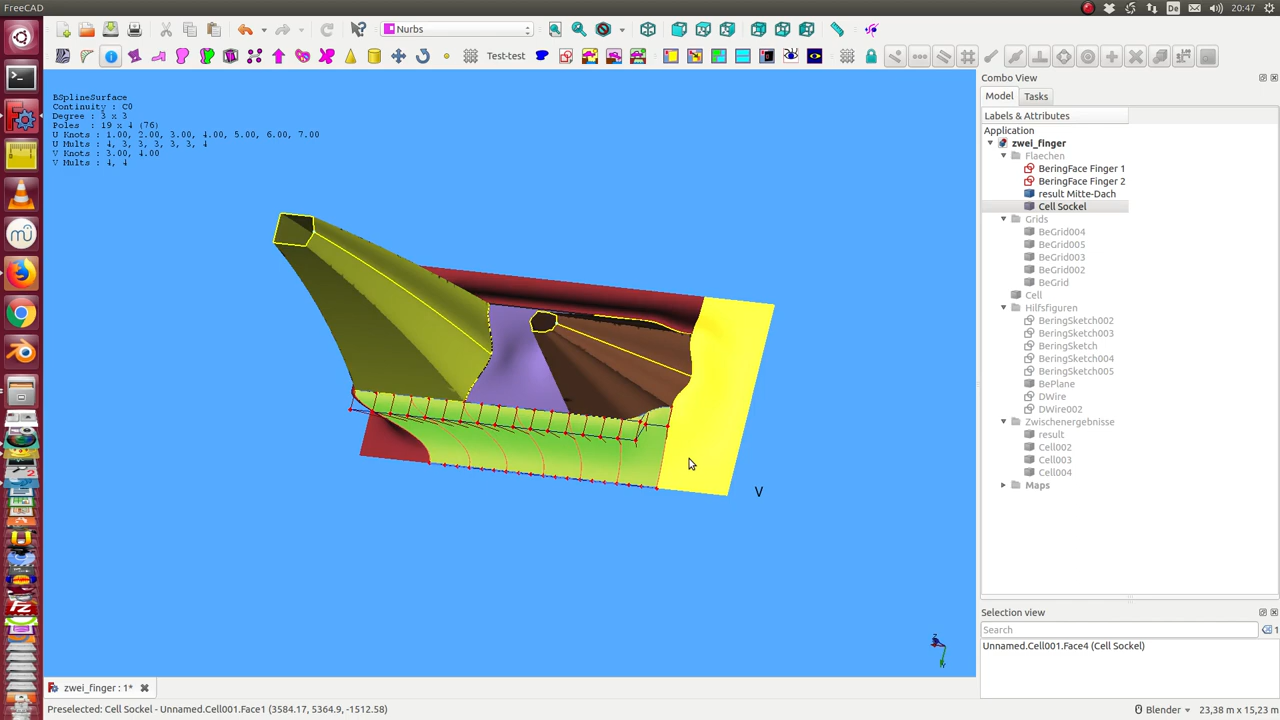 FreeCAD
De
20:47
Nurbs
Test-test
BSplineSurface
Continuity : C0
Degree : 3 x 3
Poles : 19 x 4 (76)
U Knots : 1.00, 2.00, 3.00, 4.00, 5.00, 6.00, 7.00
U Mults : 4, 3, 3, 3, 3, 3, 4
V Knots : 3.00, 4.00
V Mults : 4, 4
V
Combo View
Model
Tasks
Labels & Attributes
Application
zwei_finger
Flaechen
BeringFace Finger 1
BeringFace Finger 2
result Mitte-Dach
Cell Sockel
Grids
BeGrid004
BeGrid005
BeGrid003
BeGrid002
BeGrid
Cell
Hilfsfiguren
BeringSketch002
BeringSketch003
BeringSketch
BeringSketch004
BeringSketch005
BePlane
DWire
DWire002
Zwischenergebnisse
result
Cell002
Cell003
Cell004
Maps
Selection view
Search
1
Unnamed.Cell001.Face4 (Cell Sockel)
zwei_finger : 1*
Preselected: Cell Sockel - Unnamed.Cell001.Face1 (3584.17, 5364.9, -1512.58)
Blender
23,38 m x 15,23 m